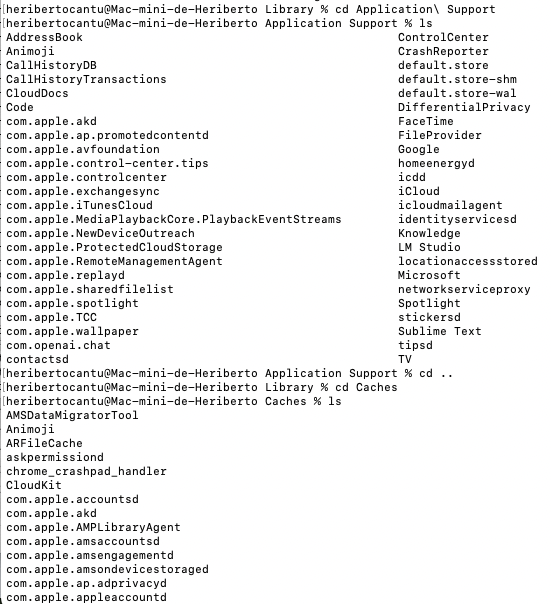 [heribertocantu@Mac-mini-de-Heriberto Library % cd Application\ Support
[heribertocantu@Mac-mini-de-Heriberto Application Support % ls
AddressBook ControlCenter
Animoji CrashReporter
CallHistoryDB default.store
CallHistoryTransactions default.store-shm
CloudDocs default.store-wal
Code DifferentialPrivacy
com.apple.akd FaceTime
com.apple.ap.promotedcontentd FileProvider
com.apple.avfoundation Google
com.apple.control-center.tips homeenergyd
com.apple.controlcenter icdd
com.apple.exchangesync iCloud
com.apple.iTunesCloud icloudmailagent
com.apple.MediaPlaybackCore.PlaybackEventStreams identityservicesd
com.apple.NewDeviceOutreach Knowledge
com.apple.ProtectedCloudStorage LM Studio
com.apple.RemoteManagementAgent locationaccessstored
com.apple.replayd Microsoft
com.apple.sharedfilelist networkserviceproxy
com.apple.spotlight Spotlight
com.apple.TCC stickersd
com.apple.wallpaper Sublime Text
com.openai.chat tipsd
contactsd TV
[heribertocantu@Mac-mini-de-Heriberto Application Support % cd ..
[heribertocantu@Mac-mini-de-Heriberto Library % cd Caches
[heribertocantu@Mac-mini-de-Heriberto Caches % ls
AMSDataMigratorTool
Animoji
ARFileCache
askpermissiond
chrome_crashpad_handler
CloudKit
com.apple.accountsd
com.apple.akd
com.apple.AMPLibraryAgent
com.apple.amsaccountsd
com.apple.amsengagementd
com.apple.amsondevicestoraged
com.apple.ap.adprivacyd
com.apple.appleaccountd